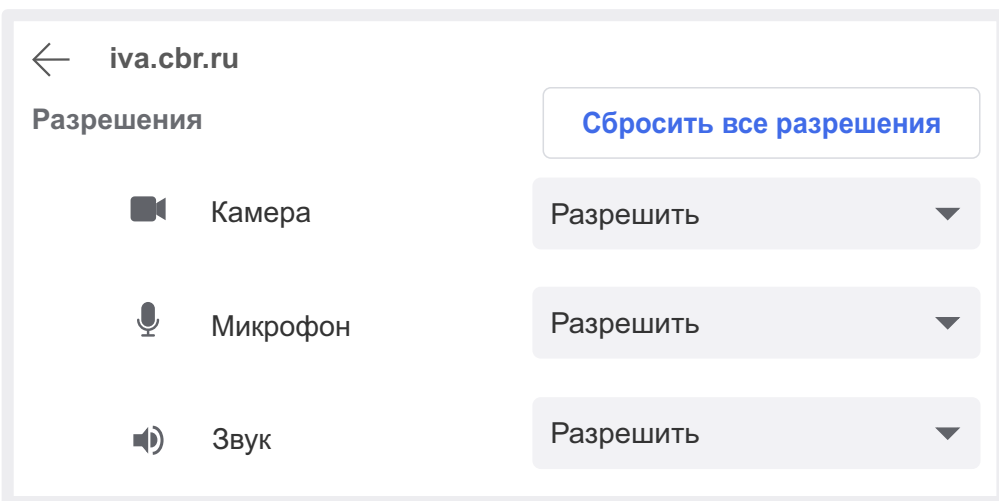 iva.cbr.ru
Разрешения
Сбросить все разрешения
Камера
Разрешить
Микрофон
Разрешить
Звук
Разрешить